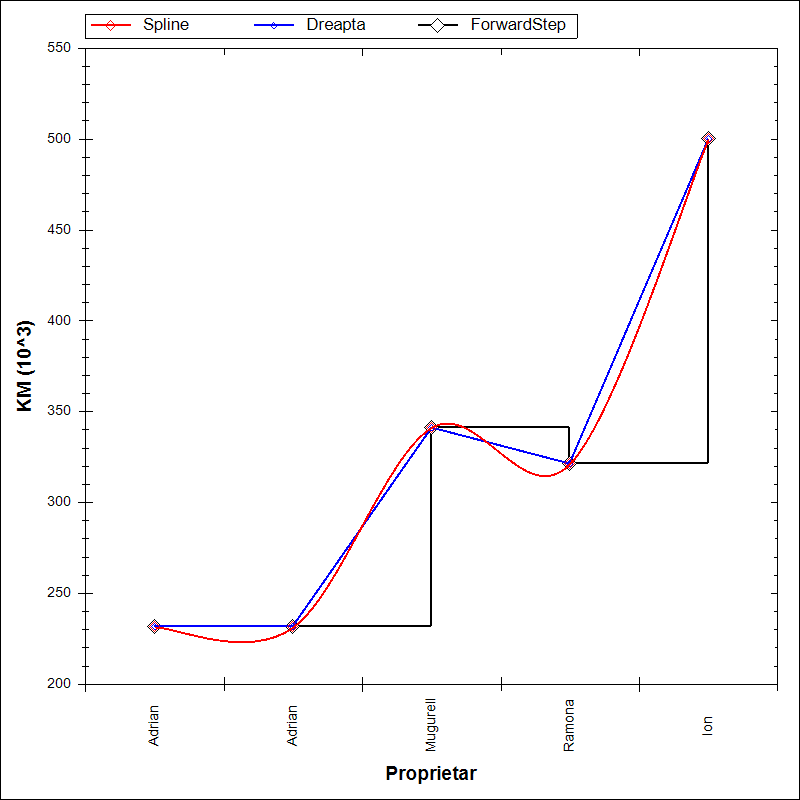 Spline Dreapta ForwardStep
550
500
450
400
350
300
250
200
KM (10^3)
Adrian
Adrian
Mugurell
Ramona
Ion
Proprietar